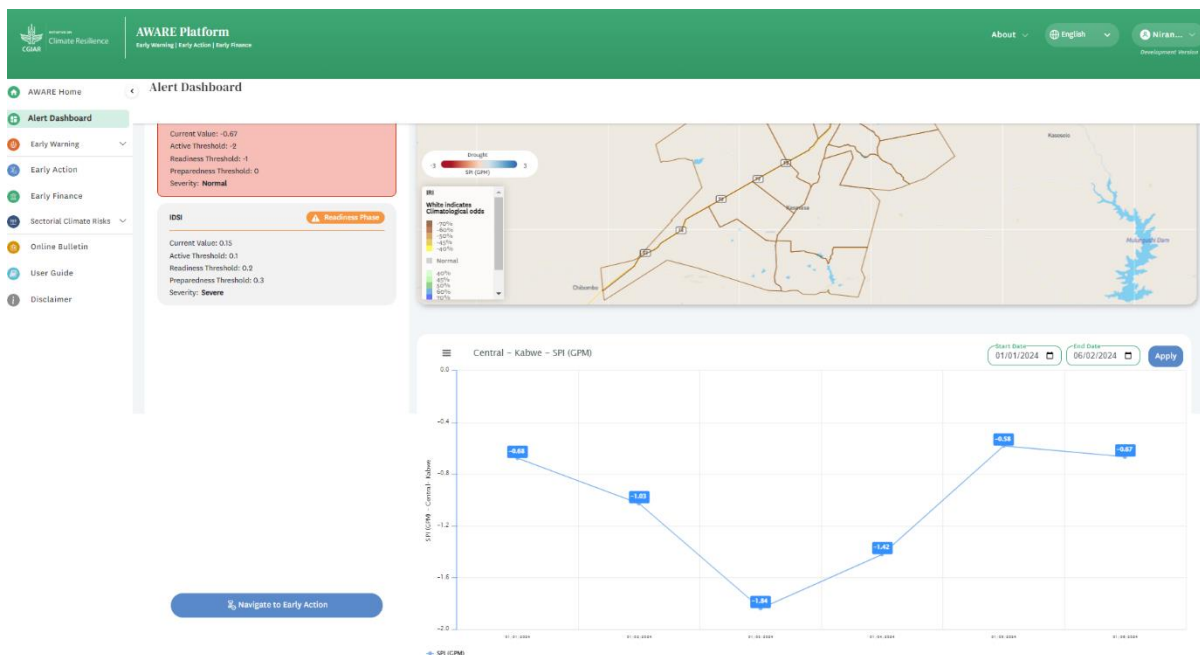 CGIAR
INITIATIVE ON
Climate Resilience
AWARE Platform
Early Warning | Early Action | Early Finance
About
English
Niran...
Development Version
AWARE Home
Alert Dashboard
Early Warning
Early Action
Early Finance
Sectorial Climate Risks
Online Bulletin
User Guide
Disclaimer
Alert Dashboard
Current Value: -0.67
Active Threshold: -2
Readiness Threshold: -1
Preparedness Threshold: 0
Severity: Normal
IDSI
Readiness Phase
Current Value: 0.15
Active Threshold: 0.1
Readiness Threshold: 0.2
Preparedness Threshold: 0.3
Severity: Severe
Navigate to Early Action
Drought
-3 3
SPI (GPM)
IRI
White indicates
Climatological odds
-70%
-60%
-50%
-45%
-40%
Normal
40%
45%
50%
60%
70%
Chibombo
Mulungushi Dam
Central - Kabwe - SPI (GPM)
Start Date
01/01/2024
End Date
06/02/2024
Apply
SPI (GPM) - Central- Kabwe
0.0
-0.4
-0.8
-1.2
-1.6
-2.0
-0.68
-1.03
-1.84
-1.42
-0.58
-0.67
SPI (GPM)